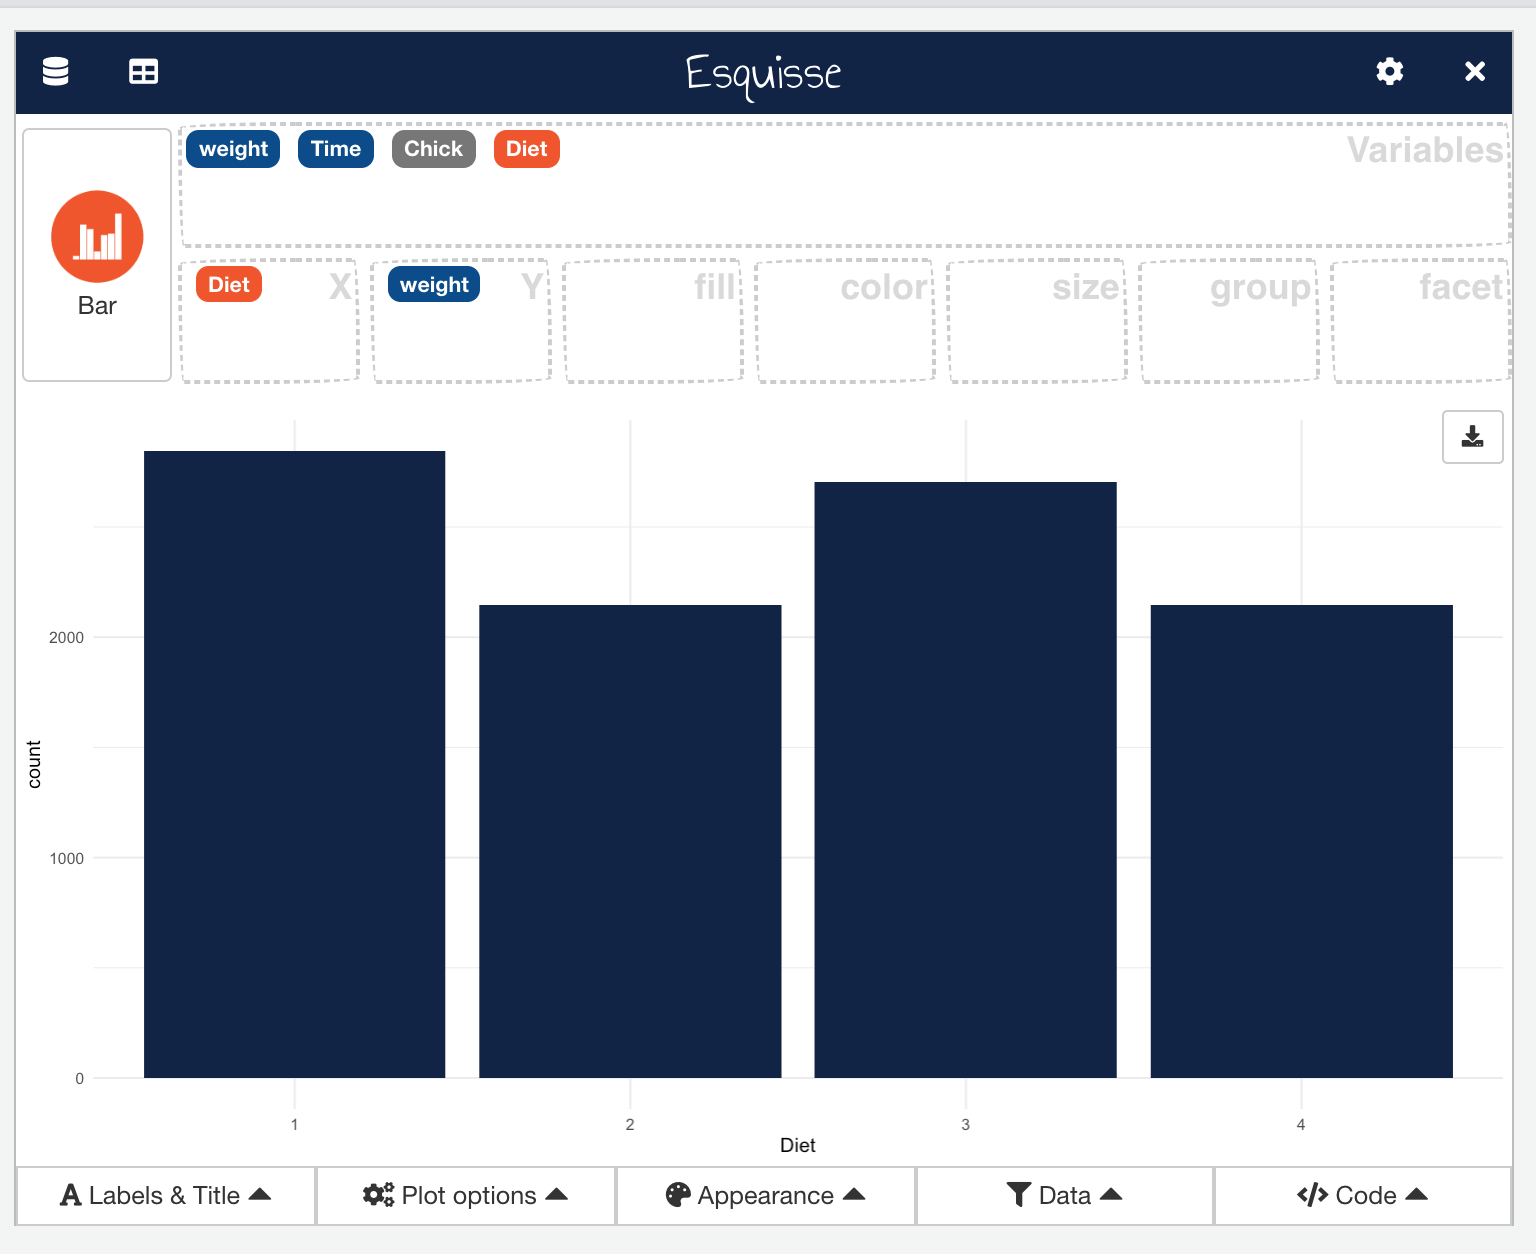 Esquisse
Bar
weight Time Chick Diet Variables
Diet X weight Y fill color size group facet
2000
1000
0
count
1 2 3 4
Diet
Labels & Title Plot options Appearance Data Code